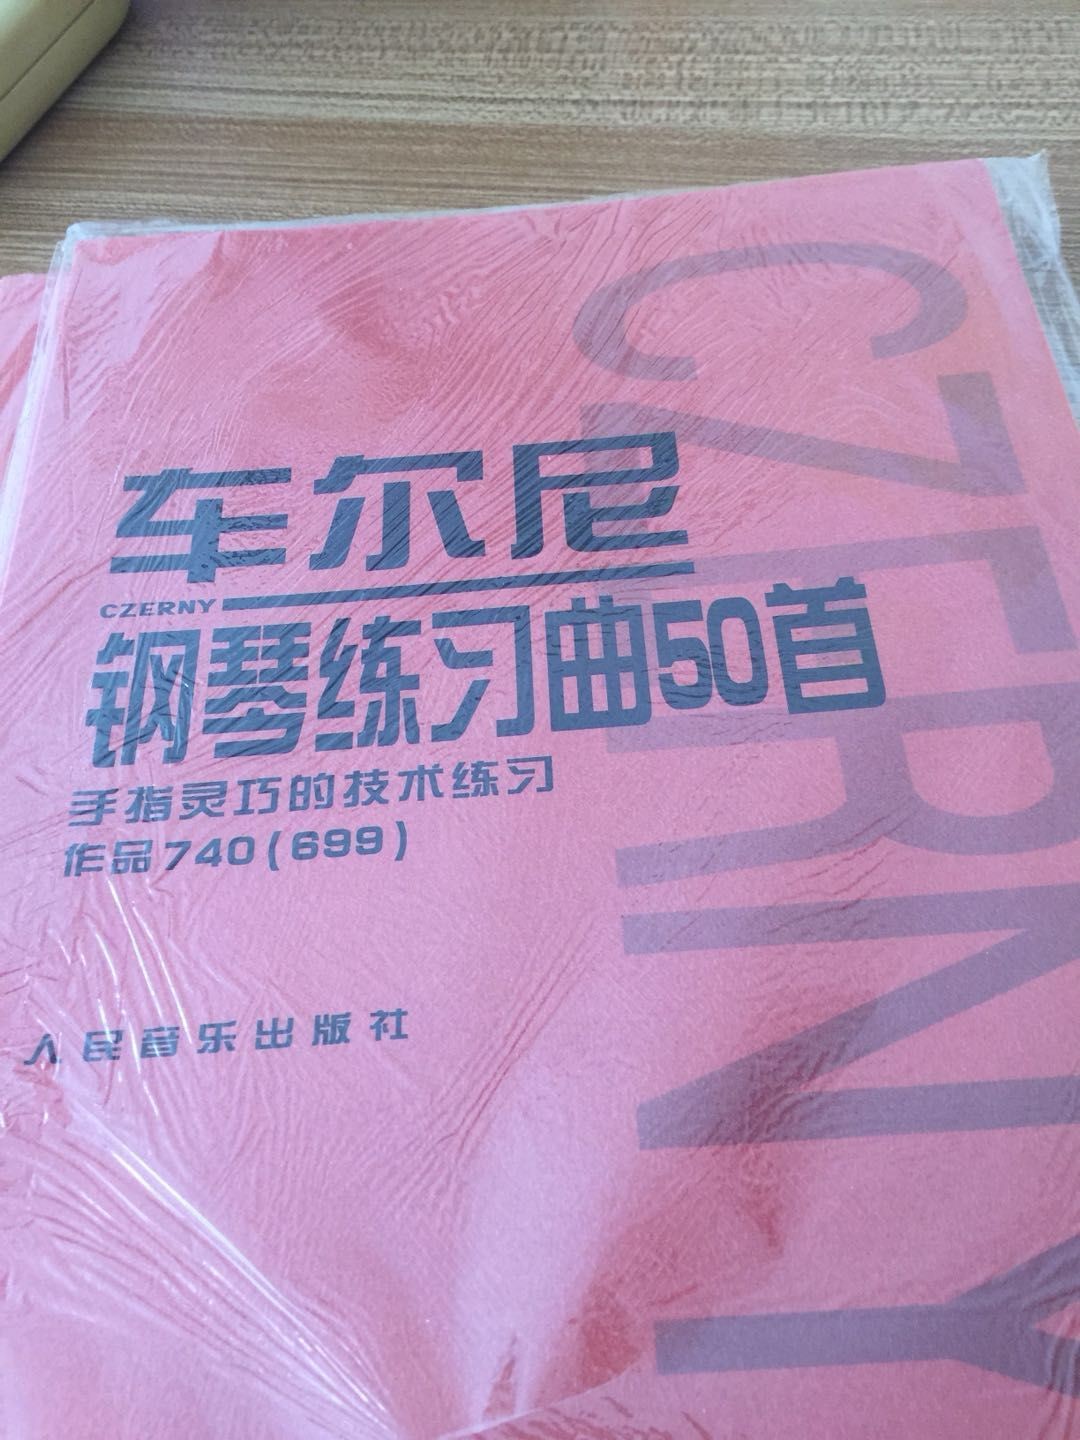 车尔尼
CZERNY
钢琴练习曲50首
手指灵巧的技术练习
作品740(699)
人民音乐出版社
CZERNY